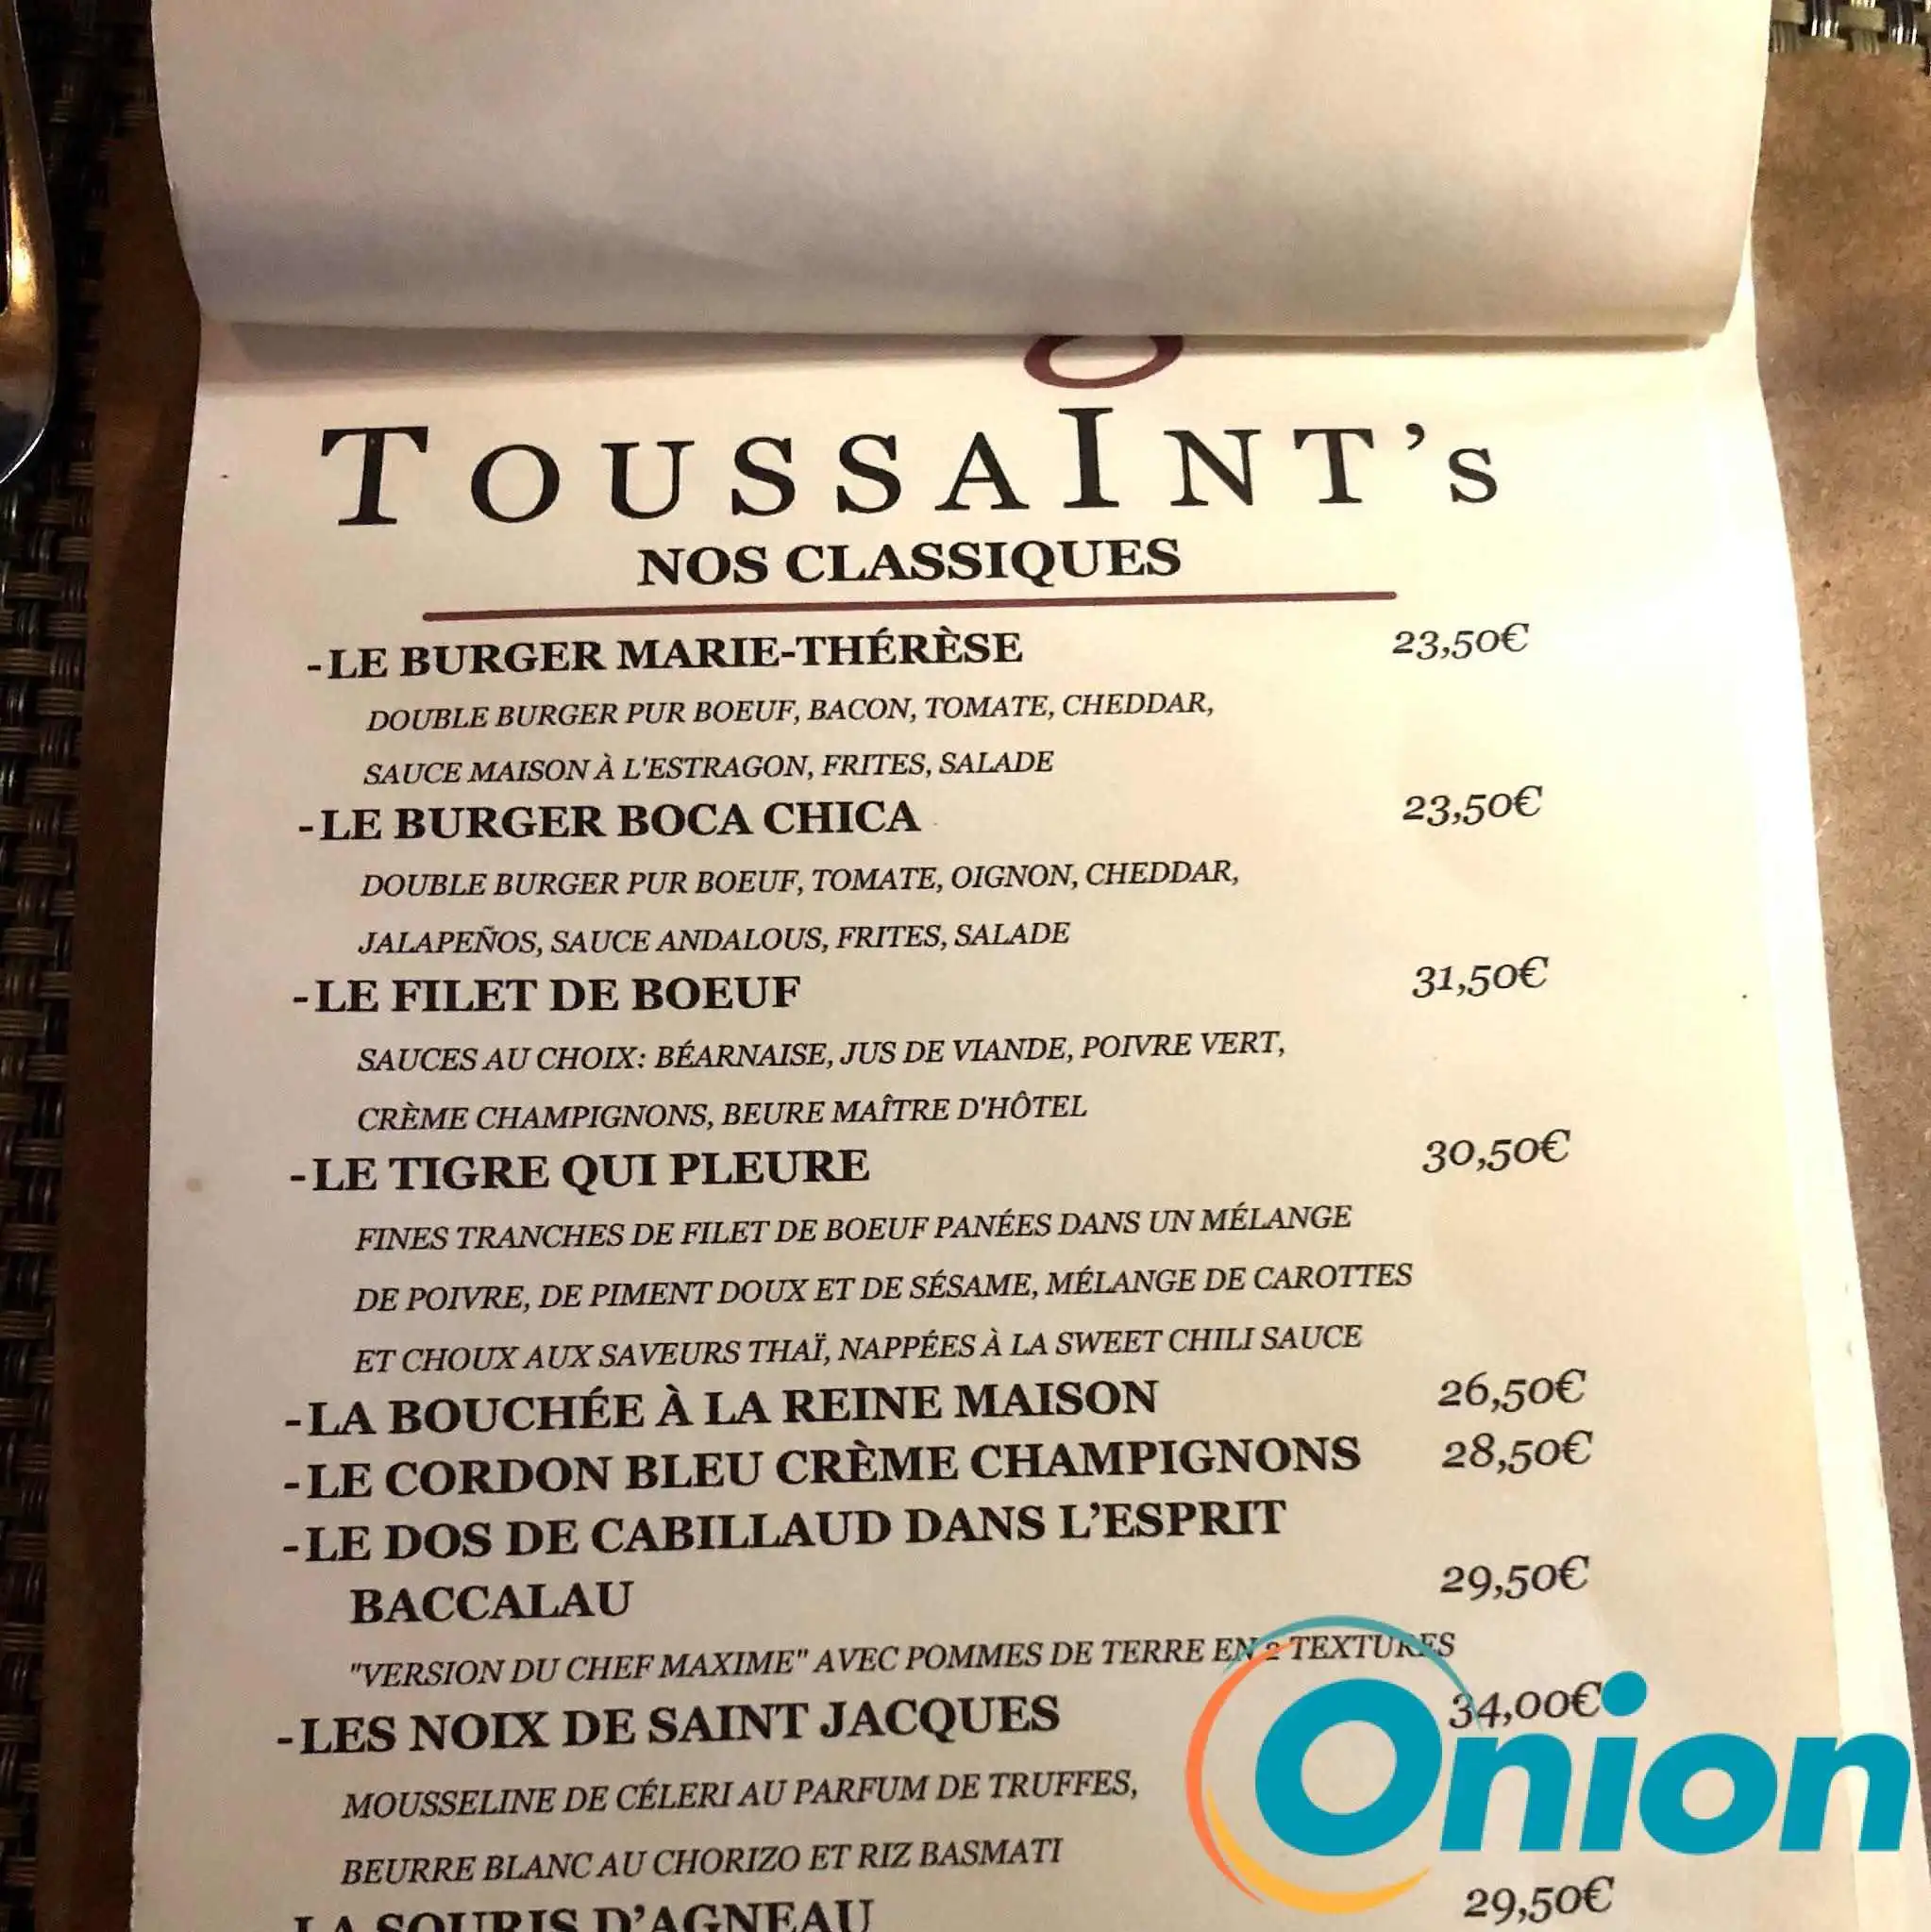 TOUSSAINT'S
NOS CLASSIQUES
-LE BURGER MARIE-THÉRÈSE 23,50€
DOUBLE BURGER PUR BOEUF, BACON, TOMATE, CHEDDAR,
SAUCE MAISON À L'ESTRAGON, FRITES, SALADE
-LE BURGER BOCA CHICA 23,50€
DOUBLE BURGER PUR BOEUF, TOMATE, OIGNON, CHEDDAR,
JALAPEÑOS, SAUCE ANDALOUS, FRITES, SALADE
-LE FILET DE BOEUF 31,50€
SAUCES AU CHOIX: BÉARNAISE, JUS DE VIANDE, POIVRE VERT,
CRÈME CHAMPIGNONS, BEURE MAÎTRE D'HÔTEL
-LE TIGRE QUI PLEURE 30,50€
FINES TRANCHES DE FILET DE BOEUF PANÉES DANS UN MÉLANGE
DE POIVRE, DE PIMENT DOUX ET DE SÉSAME, MÉLANGE DE CAROTTES
ET CHOUX AUX SAVEURS THAÏ, NAPPÉES À LA SWEET CHILI SAUCE
-LA BOUCHÉE À LA REINE MAISON 26,50€
-LE CORDON BLEU CRÈME CHAMPIGNONS 28,50€
-LE DOS DE CABILLAUD DANS L'ESPRIT
BACCALAU 29,50€
"VERSION DU CHEF MAXIME" AVEC POMMES DE TERRE EN 2 TEXTURES
-LES NOIX DE SAINT JACQUES 34,00€
MOUSSELINE DE CÉLERI AU PARFUM DE TRUFFES,
BEURRE BLANC AU CHORIZO ET RIZ BASMATI
LA SOURIS D'AGNEAU 29,50€
Onion